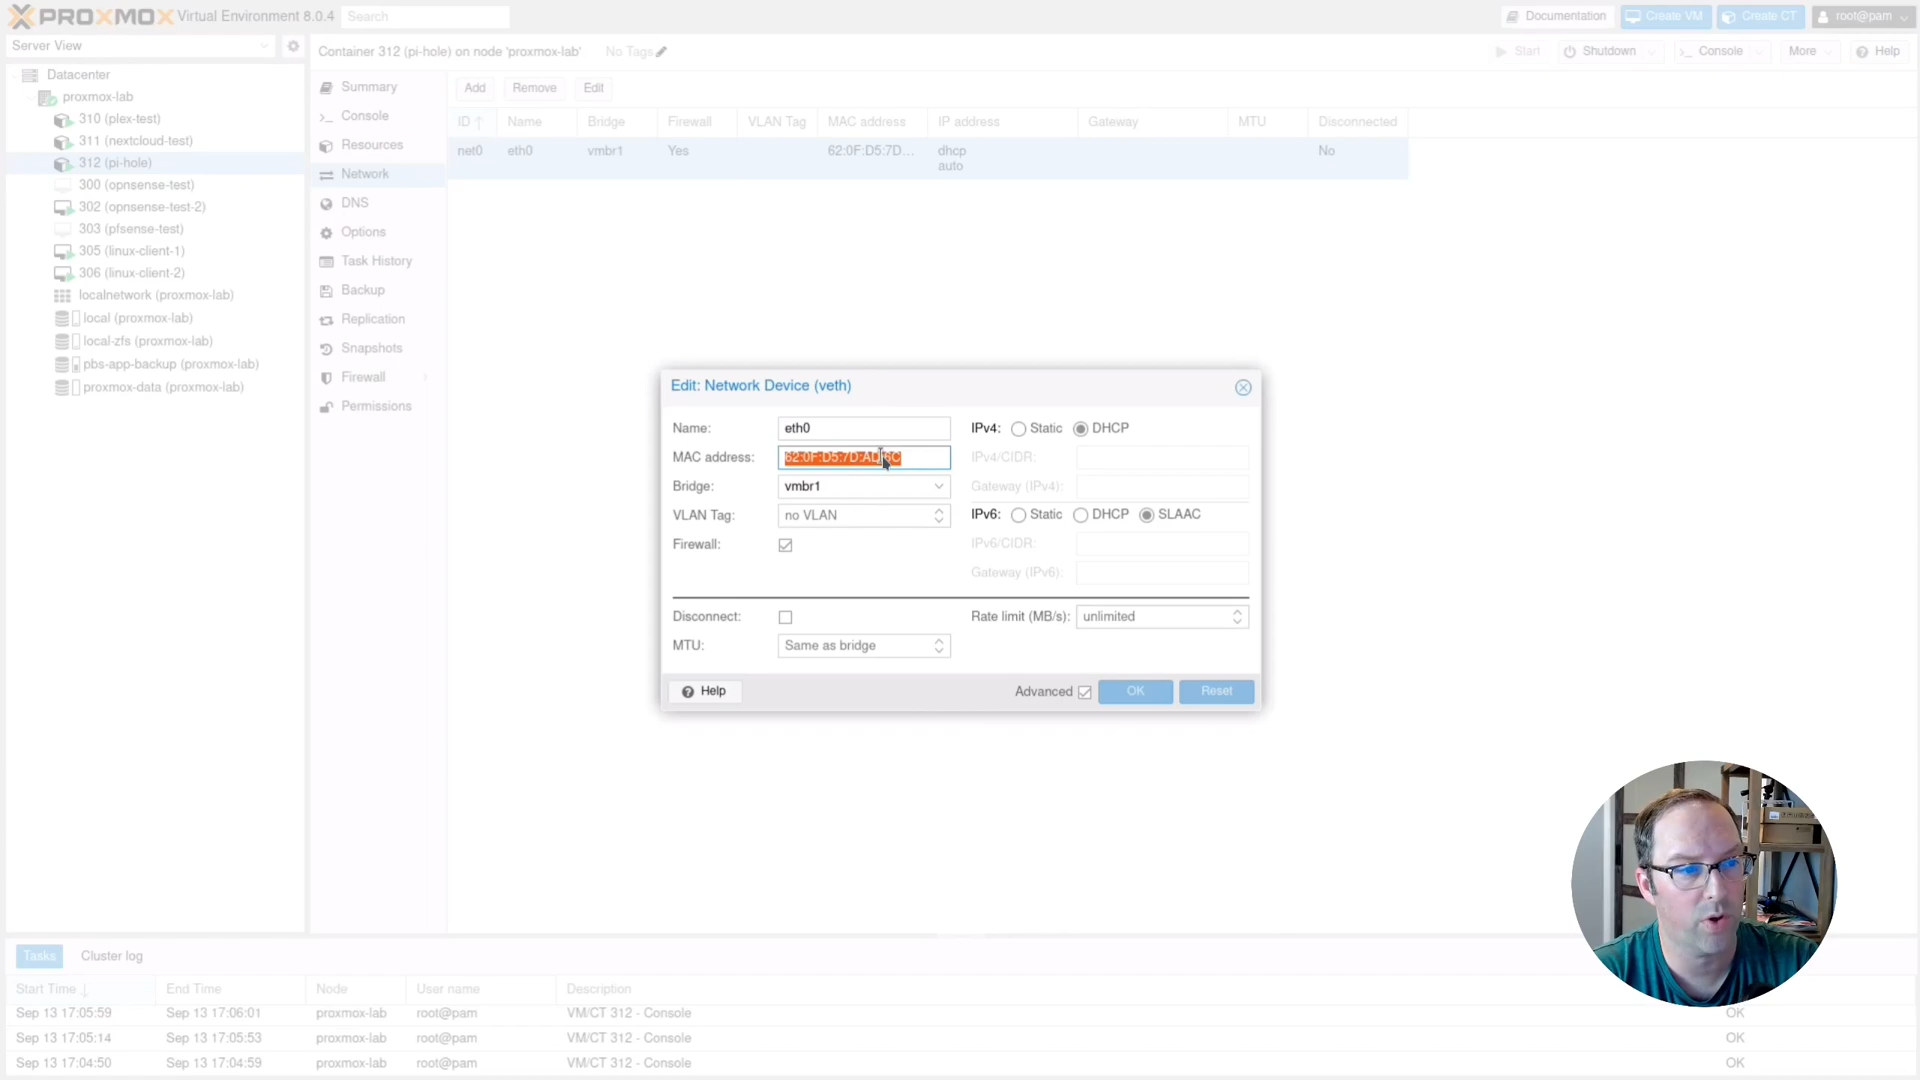 PROXMOX Virtual Environment 8.0.4 Search Documentation Create VM Create CT root@pam
Server View
Container 312 (pi-hole) on node 'proxmox-lab' No Tags Start Shutdown Console More Help
Datacenter
proxmox-lab
310 (plex-test)
311 (nextcloud-test)
312 (pi-hole)
300 (opnsense-test)
302 (opnsense-test-2)
303 (pfsense-test)
305 (linux-client-1)
306 (linux-client-2)
localnetwork (proxmox-lab)
local (proxmox-lab)
local-zfs (proxmox-lab)
pbs-app-backup (proxmox-lab)
proxmox-data (proxmox-lab)
Summary
Console
Resources
Network
DNS
Options
Task History
Backup
Replication
Snapshots
Firewall
Permissions
Add Remove Edit
ID Name Bridge Firewall VLAN Tag MAC address IP address Gateway MTU Disconnected
net0 eth0 vmbr1 Yes 62:0F:D5:7D... dhcp No
auto
Edit: Network Device (veth)
Name: eth0
MAC address: 62:0F:D5:7D:AD
Bridge: vmbr1
VLAN Tag: no VLAN
Firewall:
IPv4: Static DHCP
IPv4/CIDR:
Gateway (IPv4):
IPv6: Static DHCP SLAAC
IPv6/CIDR:
Gateway (IPv6):
Disconnect:
MTU: Same as bridge
Rate limit (MB/s): unlimited
Help Advanced OK Reset
Tasks Cluster log
Start Time End Time Node User name Description
Sep 13 17:05:59 Sep 13 17:06:01 proxmox-lab root@pam VM/CT 312 - Console OK
Sep 13 17:05:14 Sep 13 17:05:53 proxmox-lab root@pam VM/CT 312 - Console OK
Sep 13 17:04:50 Sep 13 17:04:59 proxmox-lab root@pam VM/CT 312 - Console OK